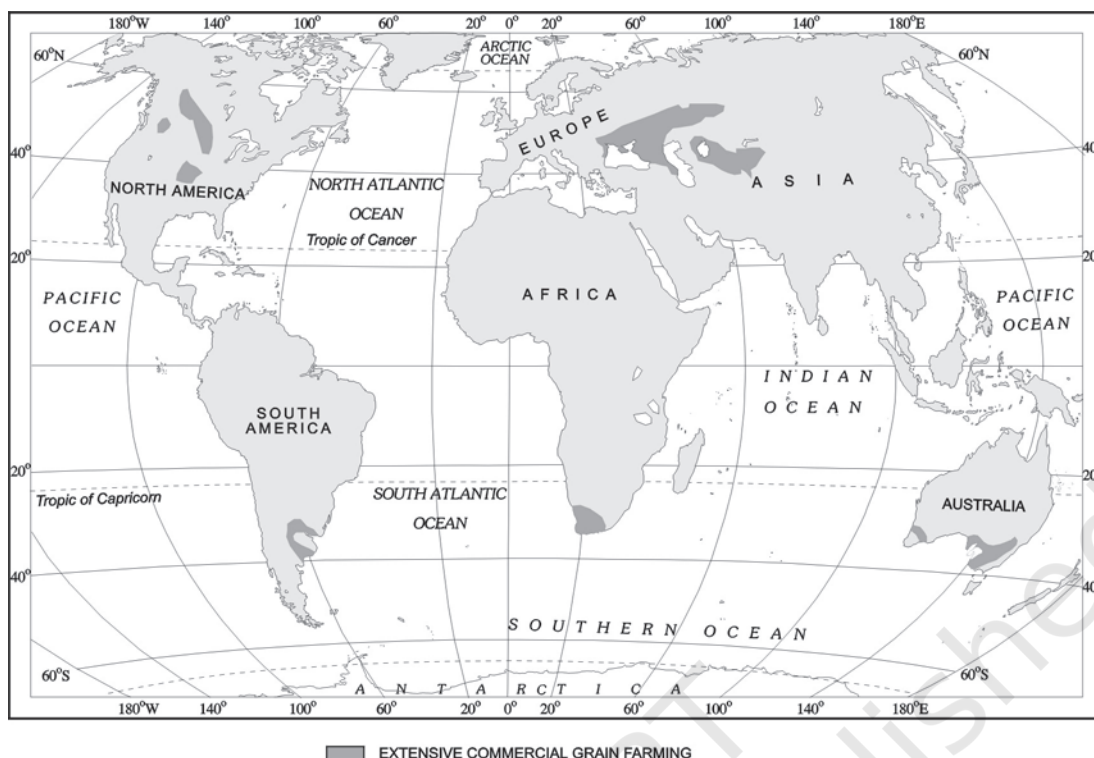 180°W 140° 100° 60° 20° 0° 20° 60° 100° 140° 180°E
60°N
ARCTIC
OCEAN
60°N
EUROPE
40°
40
NORTH AMERICA
NORTH ATLANTIC
OCEAN
ASIA
Tropic of Cancer
20°
20
PACIFIC
OCEAN
AFRICA
PACIFIC
OCEAN
INDIAN
OCEAN
SOUTH
AMERICA
20°
20
Tropic of Capricorn
SOUTH ATLANTIC
OCEAN
AUSTRALIA
40°
40
SOUTHERN OCEAN
60°S
60°S
ANTARCTICA
180°W 140° 100° 60° 20° 0° 20° 60° 100° 140° 180°E
EXTENSIVE COMMERCIAL GRAIN FARMING